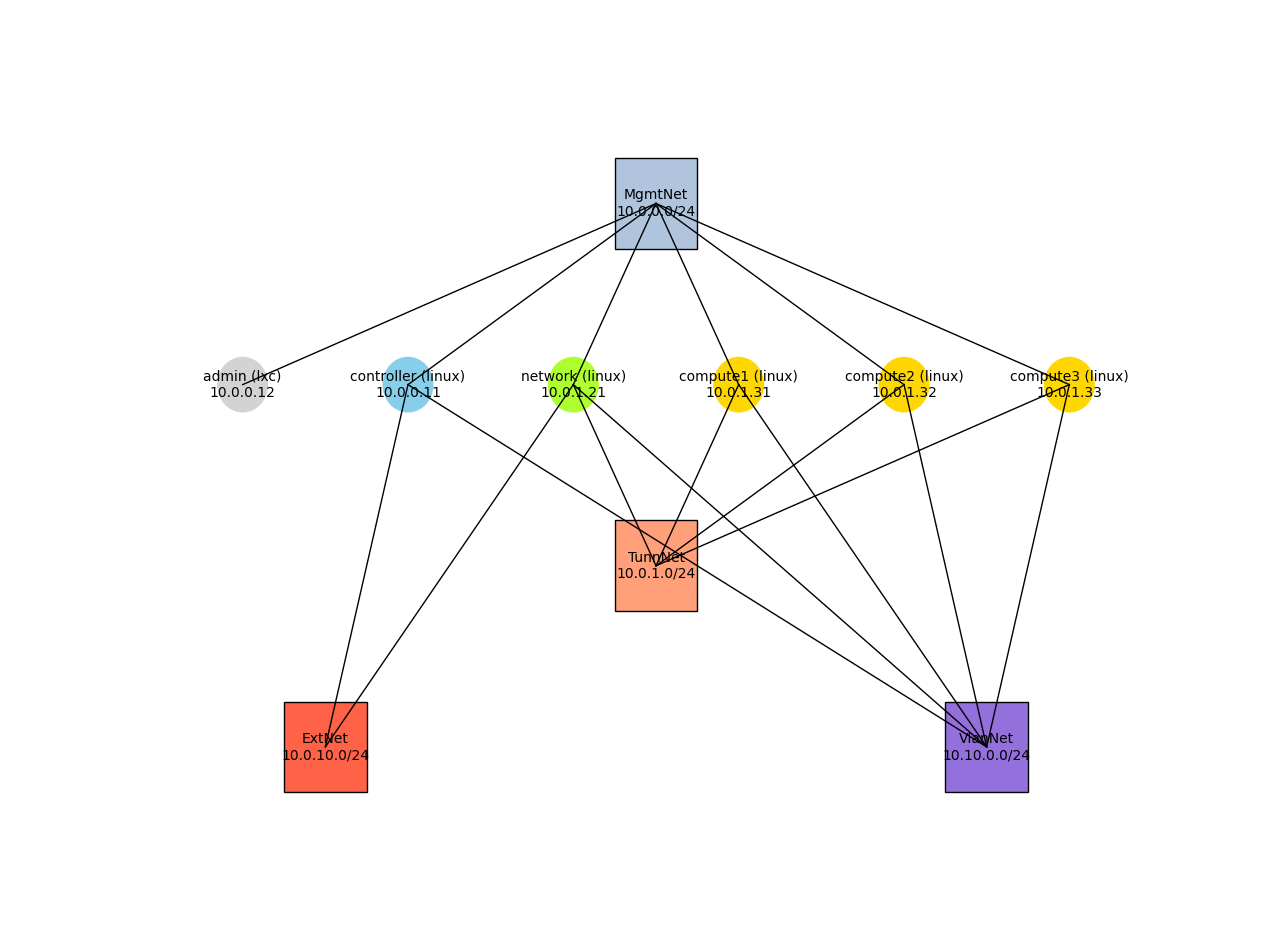 MgmtNet
10.0.0.0/24
admin (lxc)
10.0.0.12
controller (linux)
10.0.0.11
network (linux)
10.0.1.21
compute1 (linux)
10.0.1.31
compute2 (linux)
10.0.1.32
compute3 (linux)
10.0.1.33
TunnNet
10.0.1.0/24
ExtNet
10.0.10.0/24
VlanNet
10.10.0.0/24